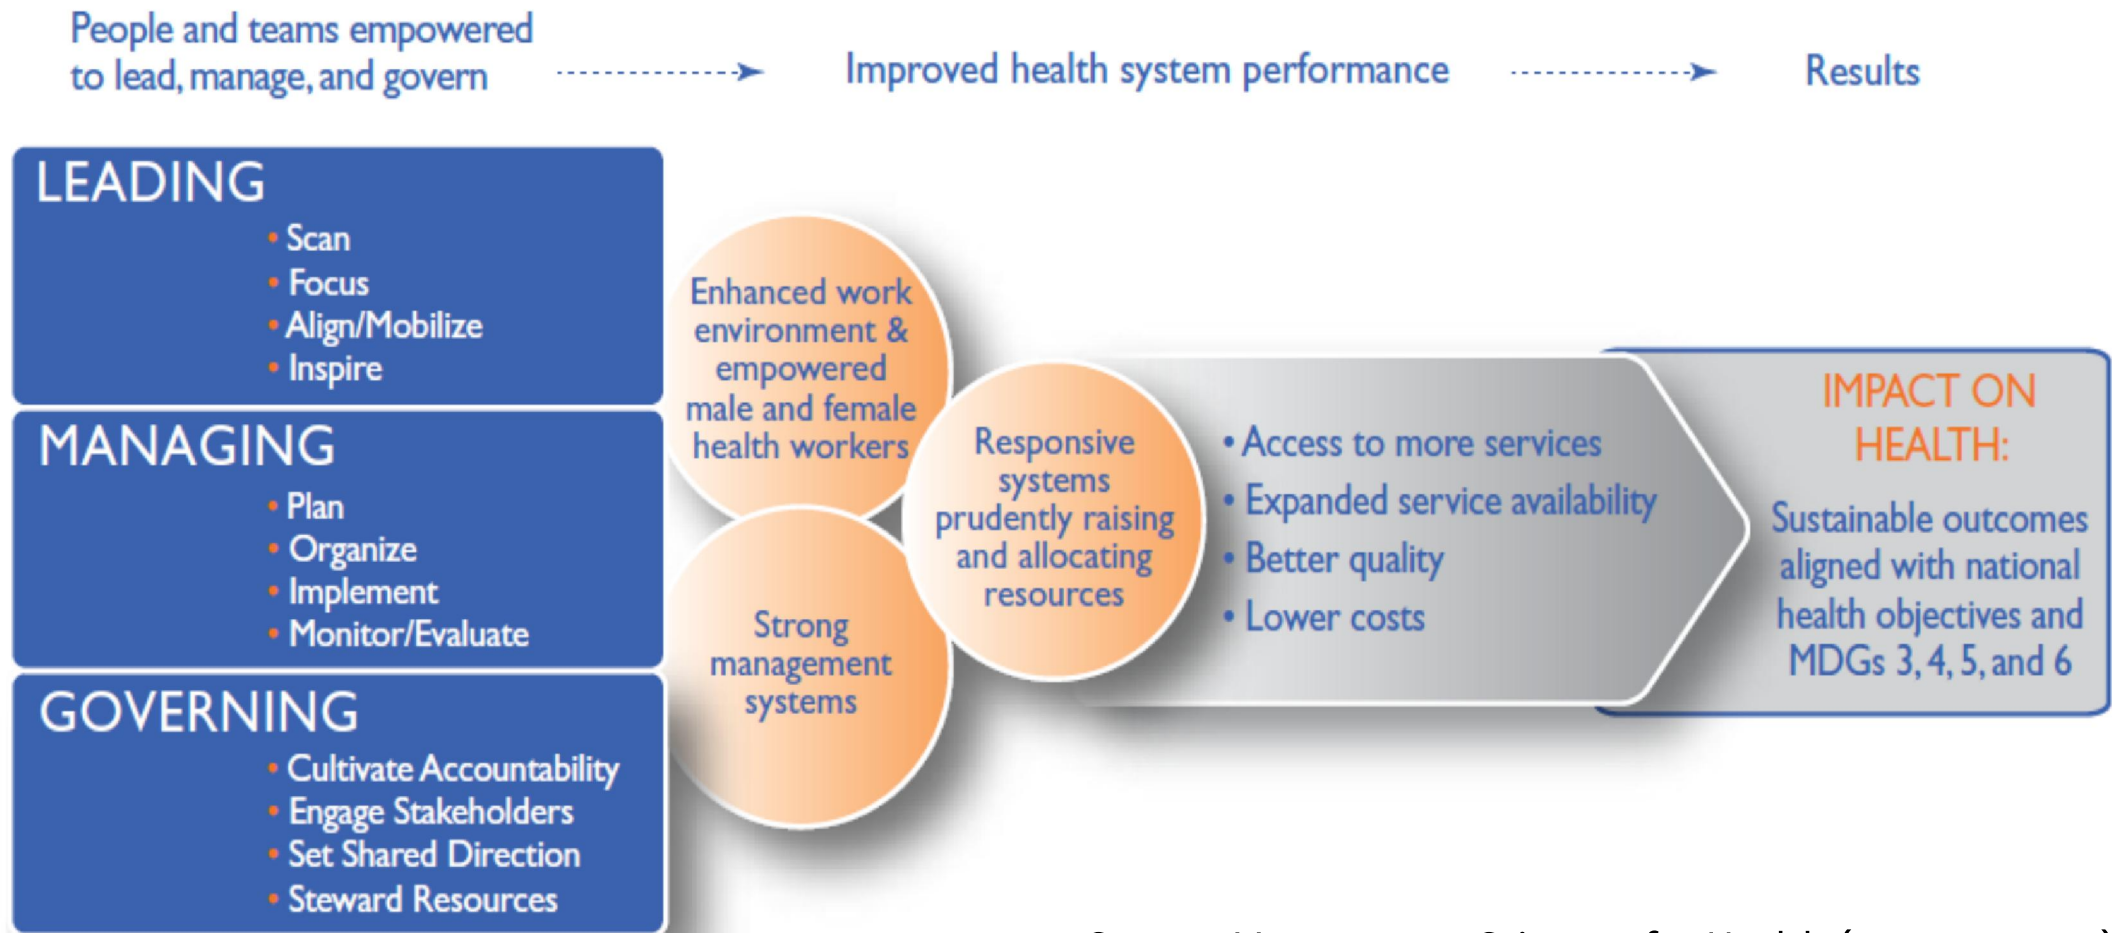 People and teams empowered
to lead, manage, and govern
Improved health system performance
Results
LEADING
• Scan
• Focus
• Align/Mobilize
• Inspire
MANAGING
• Plan
• Organize
• Implement
• Monitor/Evaluate
GOVERNING
• Cultivate Accountability
• Engage Stakeholders
• Set Shared Direction
• Steward Resources
Enhanced work
environment &
empowered
male and female
health workers
Strong
management
systems
Responsive
systems
prudently raising
and allocating
resources
• Access to more services
• Expanded service availability
• Better quality
• Lower costs
IMPACT ON
HEALTH:
Sustainable outcomes
aligned with national
health objectives and
MDGs 3, 4, 5, and 6